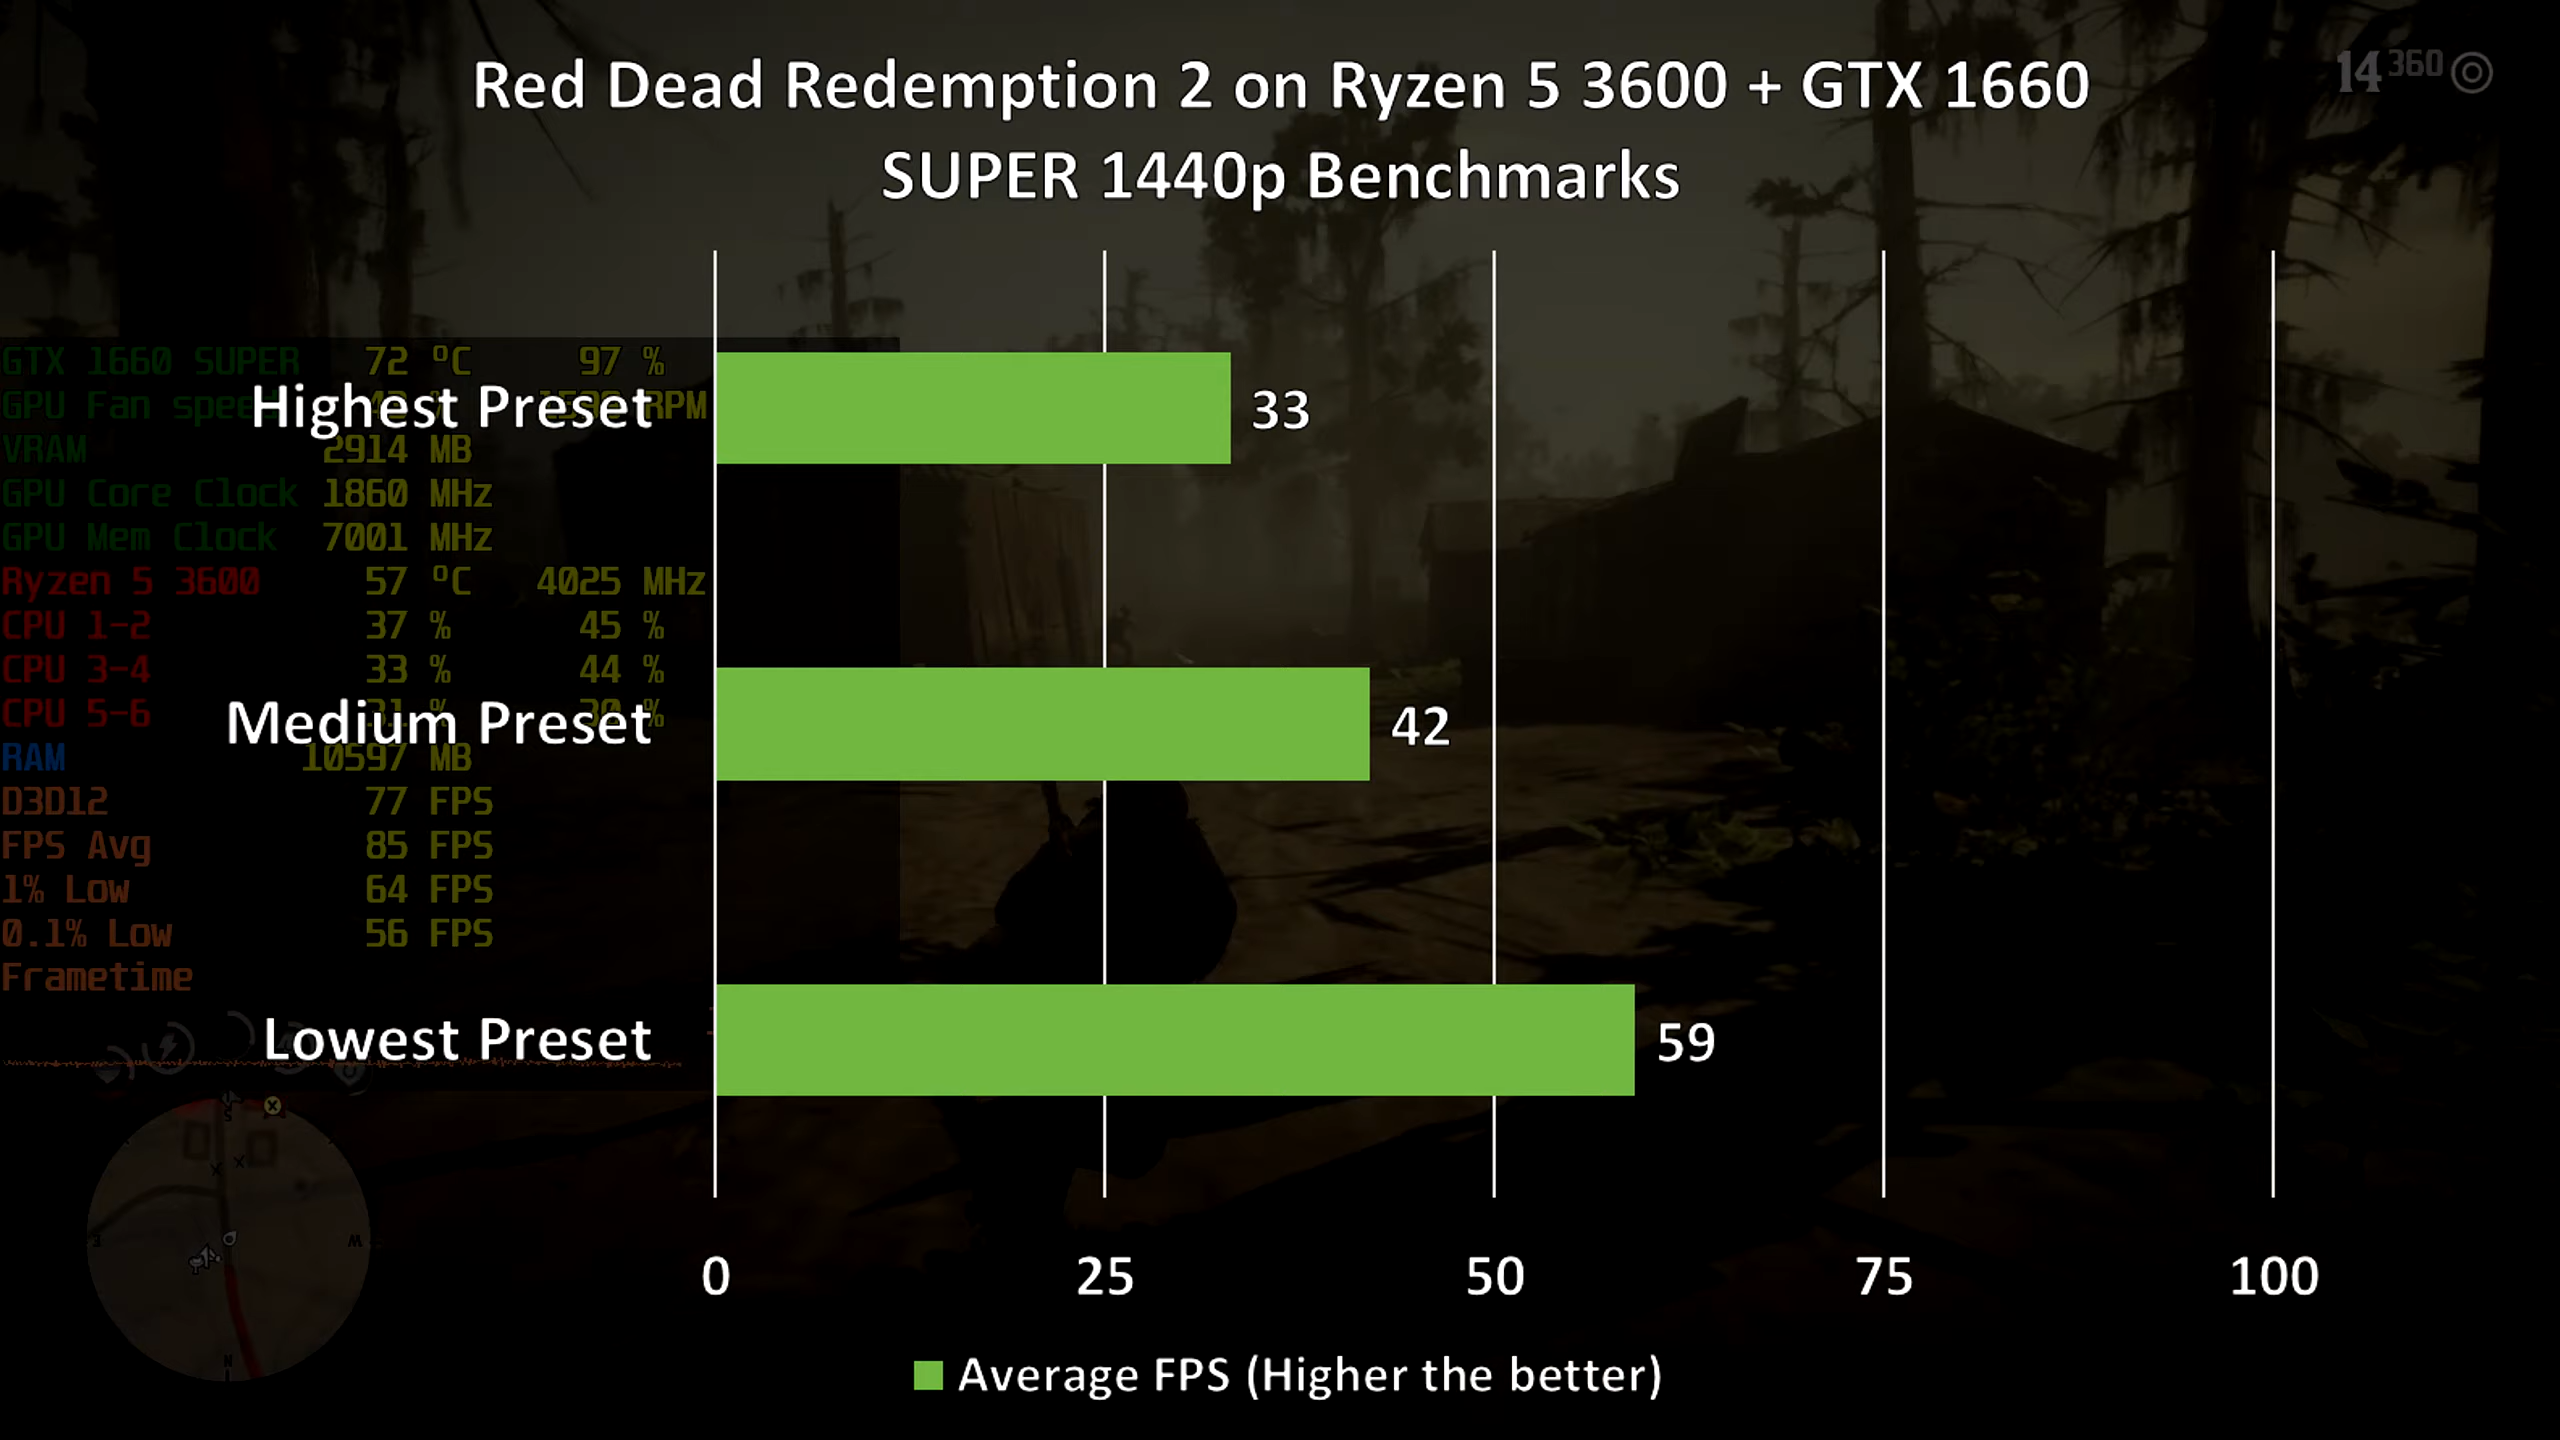 Red Dead Redemption 2 on Ryzen 5 3600 + GTX 1660
SUPER 1440p Benchmarks
14 360
GTX 1660 SUPER 72 ºC 97 %
GPU Fan RPM
Highest Preset 33
VRAM 2914 MB
GPU Core Clock 1860 MHz
GPU Mem Clock 7001 MHz
Ryzen 5 3600 57 ºC 4025 MHz
CPU 1-2 37 % 45 %
CPU 3-4 33 % 44 %
CPU 5-6 % %
Medium Preset 42
RAM 10597 MB
D3D12 77 FPS
FPS Avg 85 FPS
1% Low 64 FPS
0.1% Low 56 FPS
Frametime
Lowest Preset 59
S
E W
N
0 25 50 75 100
Average FPS (Higher the better)